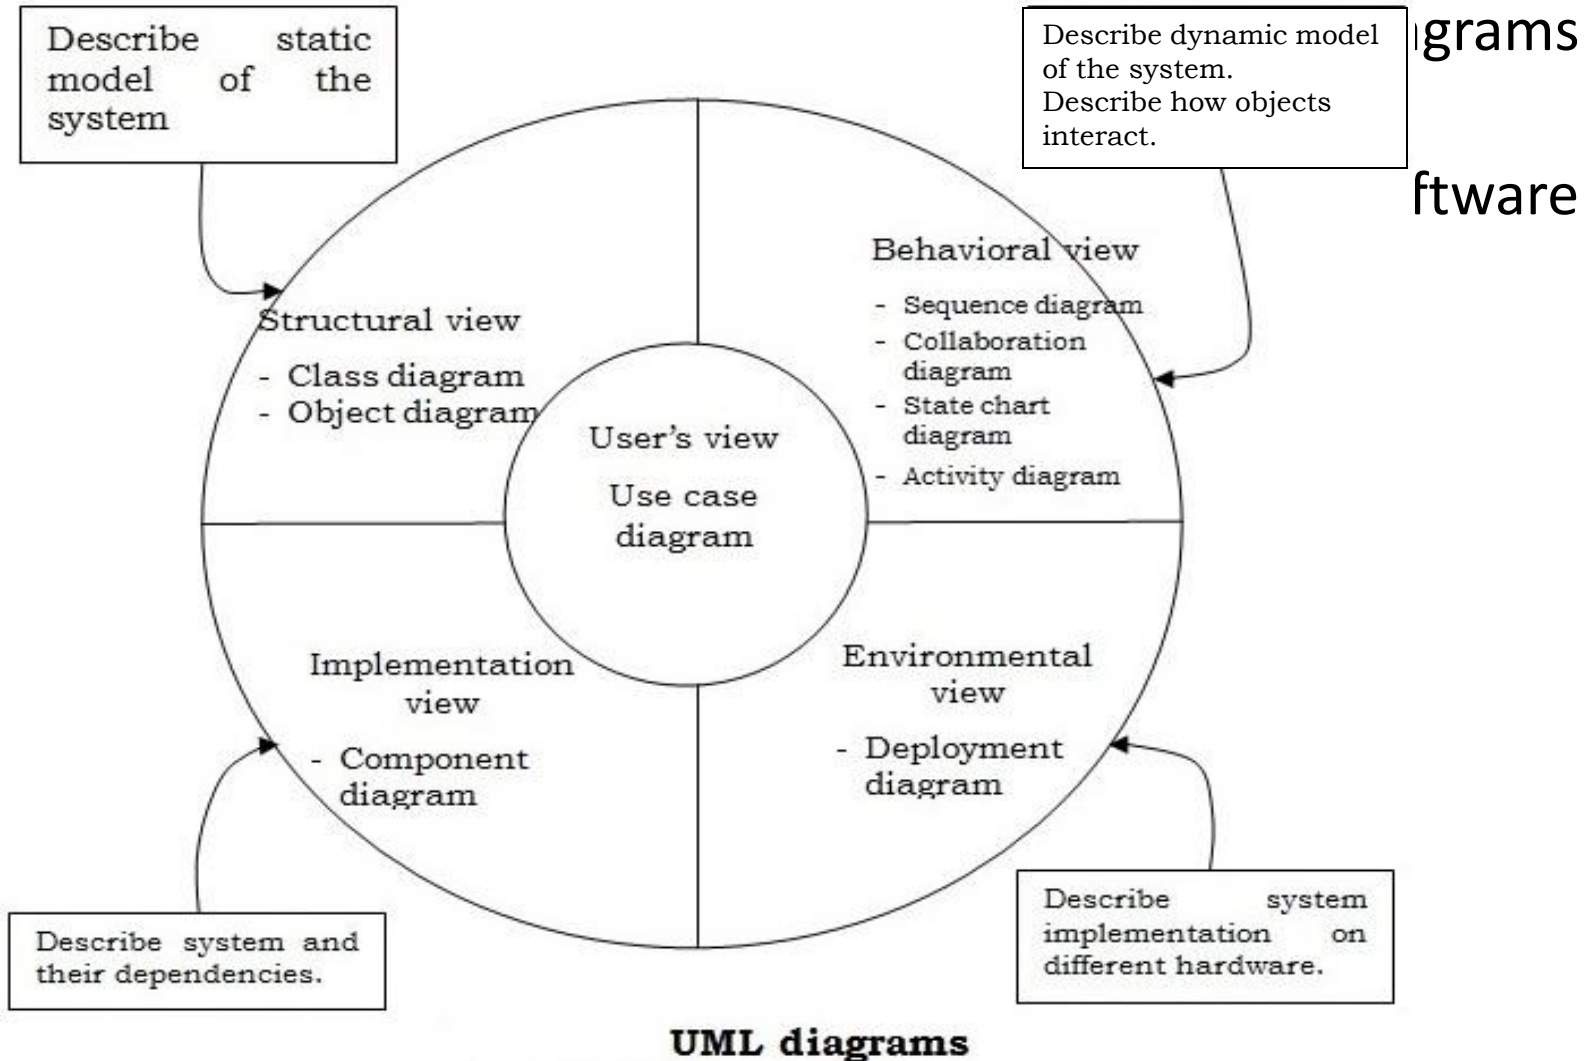 Describe static
model of the
system
Describe dynamic model
of the system.
Describe how objects
interact.
grams
ftware
Behavioral view
- Sequence diagram
- Collaboration
diagram
- State chart
diagram
- Activity diagram
Structural view
- Class diagram
- Object diagram
User's view
Use case
diagram
Implementation
view
- Component
diagram
Environmental
view
- Deployment
diagram
Describe system and
their dependencies.
Describe system
implementation on
different hardware.
UML diagrams